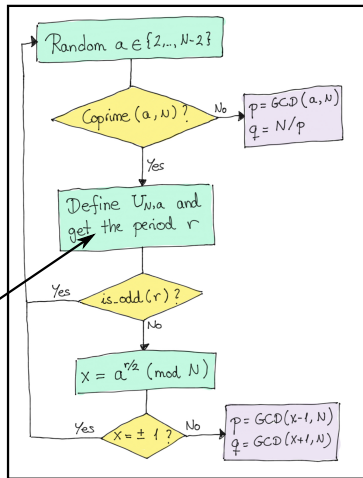 Random a ∈ {2,..., N-2}
Coprime (a, N) ?
No
p = GCD (a, N)
q = N/p
Yes
Define U_{N,a} and
get the period r
Yes
is_odd (r) ?
No
x = a^{r/2} (mod N)
Yes
x = ± 1 ?
No
p = GCD(x-1, N)
q = GCD(x+1, N)